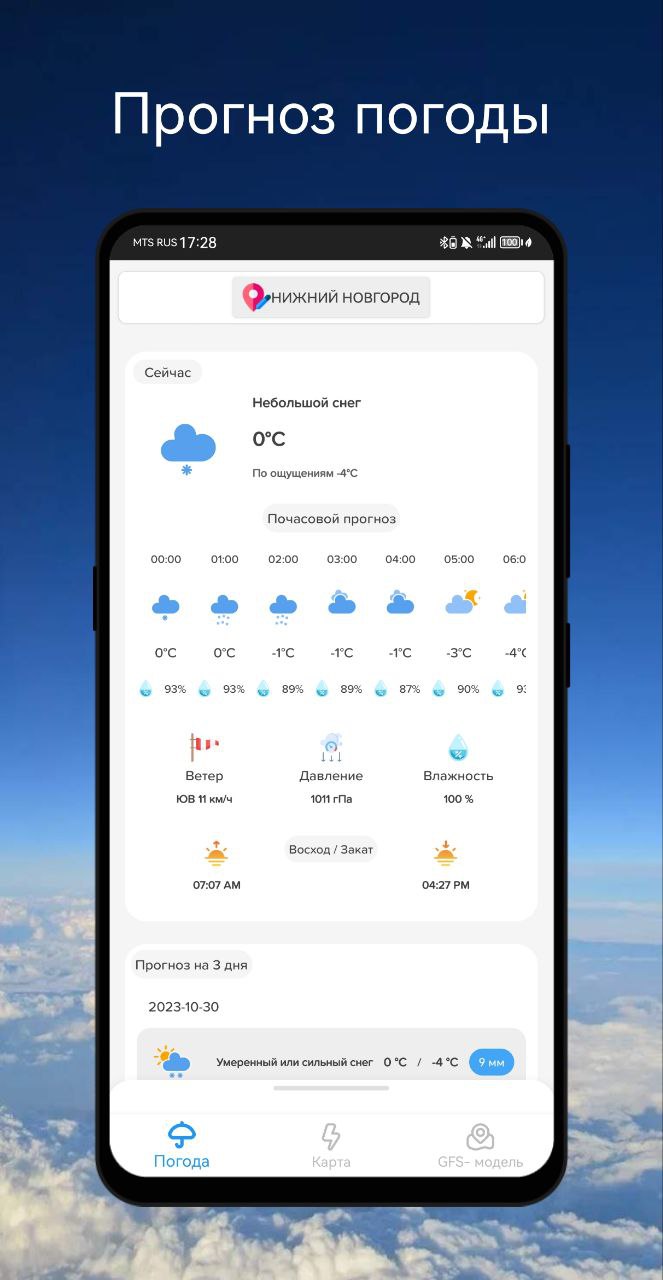 Прогноз погоды
MTS RUS 17:28
100
НИЖНИЙ НОВГОРОД
Сейчас
Небольшой снег
0°C
По ощущениям -4°C
Почасовой прогноз
00:00 01:00 02:00 03:00 04:00 05:00 06:0
0°C 0°C -1°C -1°C -1°C -3°C -4°C
93% 93% 89% 89% 87% 90% 93
Ветер Давление Влажность
ЮВ 11 км/ч 1011 гПа 100 %
Восход / Закат
07:07 AM 04:27 PM
Прогноз на 3 дня
2023-10-30
Умеренный или сильный снег 0 °C / -4 °C 9 мм
Погода Карта GFS- модель